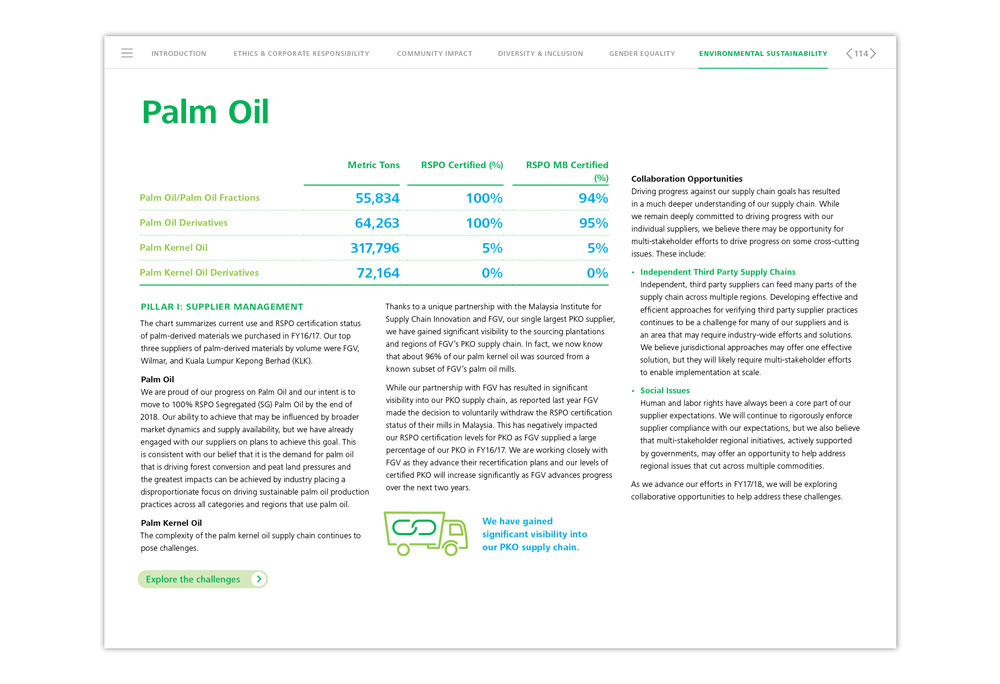 INTRODUCTION ETHICS & CORPORATE RESPONSIBILITY COMMUNITY IMPACT DIVERSITY & INCLUSION GENDER EQUALITY ENVIRONMENTAL SUSTAINABILITY 114
Palm Oil
Metric Tons RSPO Certified (%) RSPO MB Certified (%)
Palm Oil/Palm Oil Fractions 55,834 100% 94%
Palm Oil Derivatives 64,263 100% 95%
Palm Kernel Oil 317,796 5% 5%
Palm Kernel Oil Derivatives 72,164 0% 0%
PILLAR I: SUPPLIER MANAGEMENT
The chart summarizes current use and RSPO certification status
of palm-derived materials we purchased in FY16/17. Our top
three suppliers of palm-derived materials by volume were FGV,
Wilmar, and Kuala Lumpur Kepong Berhad (KLK).
Palm Oil
We are proud of our progress on Palm Oil and our intent is to
move to 100% RSPO Segregated (SG) Palm Oil by the end of
2018. Our ability to achieve that may be influenced by broader
market dynamics and supply availability, but we have already
engaged with our suppliers on plans to achieve this goal. This
is consistent with our belief that it is the demand for palm oil
that is driving forest conversion and peat land pressures and
the greatest impacts can be achieved by industry placing a
disproportionate focus on driving sustainable palm oil production
practices across all categories and regions that use palm oil.
Palm Kernel Oil
The complexity of the palm kernel oil supply chain continues to
pose challenges.
Explore the challenges
Thanks to a unique partnership with the Malaysia Institute for
Supply Chain Innovation and FGV, our single largest PKO supplier,
we have gained significant visibility to the sourcing plantations
and regions of FGV's PKO supply chain. In fact, we now know
that about 96% of our palm kernel oil was sourced from a
known subset of FGV's palm oil mills.
While our partnership with FGV has resulted in significant
visibility into our PKO supply chain, as reported last year FGV
made the decision to voluntarily withdraw the RSPO certification
status of their mills in Malaysia. This has negatively impacted
our RSPO certification levels for PKO as FGV supplied a large
percentage of our PKO in FY16/17. We are working closely with
FGV as they advance their recertification plans and our levels of
certified PKO will increase significantly as FGV advances progress
over the next two years.
We have gained
significant visibility into
our PKO supply chain.
Collaboration Opportunities
Driving progress against our supply chain goals has resulted
in a much deeper understanding of our supply chain. While
we remain deeply committed to driving progress with our
individual suppliers, we believe there may be opportunity for
multi-stakeholder efforts to drive progress on some cross-cutting
issues. These include:
• Independent Third Party Supply Chains
Independent, third party suppliers can feed many parts of the
supply chain across multiple regions. Developing effective and
efficient approaches for verifying third party supplier practices
continues to be a challenge for many of our suppliers and is
an area that may require industry-wide efforts and solutions.
We believe jurisdictional approaches may offer one effective
solution, but they will likely require multi-stakeholder efforts
to enable implementation at scale.
• Social Issues
Human and labor rights have always been a core part of our
supplier expectations. We will continue to rigorously enforce
supplier compliance with our expectations, but we also believe
that multi-stakeholder regional initiatives, actively supported
by governments, may offer an opportunity to help address
regional issues that cut across multiple commodities.
As we advance our efforts in FY17/18, we will be exploring
collaborative opportunities to help address these challenges.